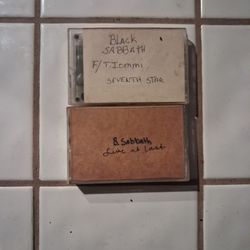 BLACK
SABBATH
F/T. Iommi
SEVENTH STAR
B. Sabbath
Live at Last